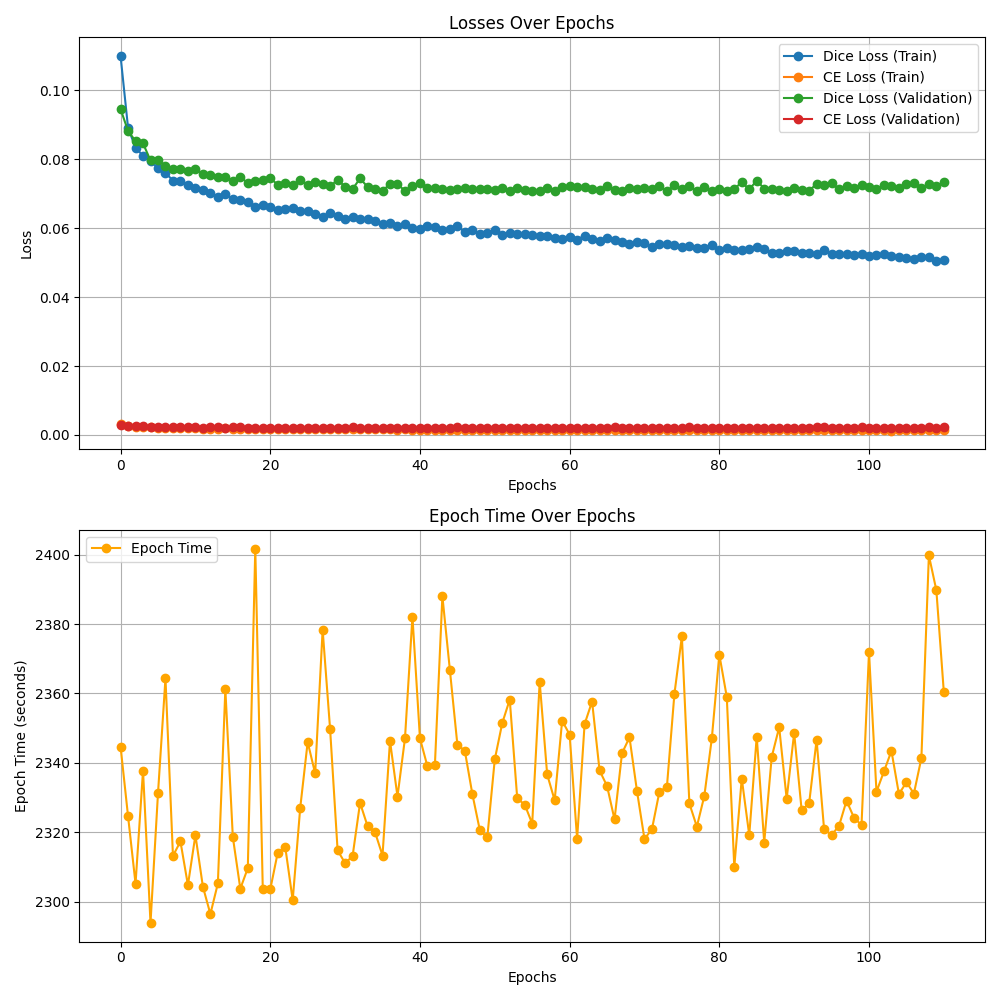 Losses Over Epochs
Loss
0.10
0.08
0.06
0.04
0.02
0.00
Dice Loss (Train)
CE Loss (Train)
Dice Loss (Validation)
CE Loss (Validation)
0 20 40 60 80 100
Epochs
Epoch Time Over Epochs
Epoch Time (seconds)
2400
2380
2360
2340
2320
2300
Epoch Time
0 20 40 60 80 100
Epochs